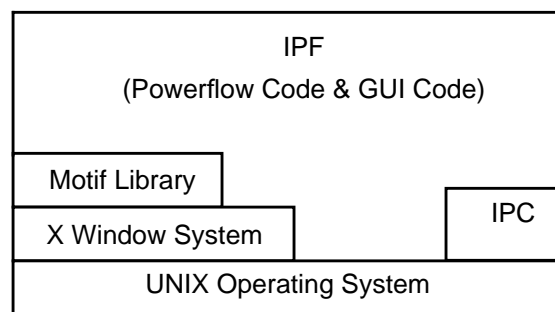 IPF
(Powerflow Code & GUI Code)
Motif Library
IPC
X Window System
UNIX Operating System